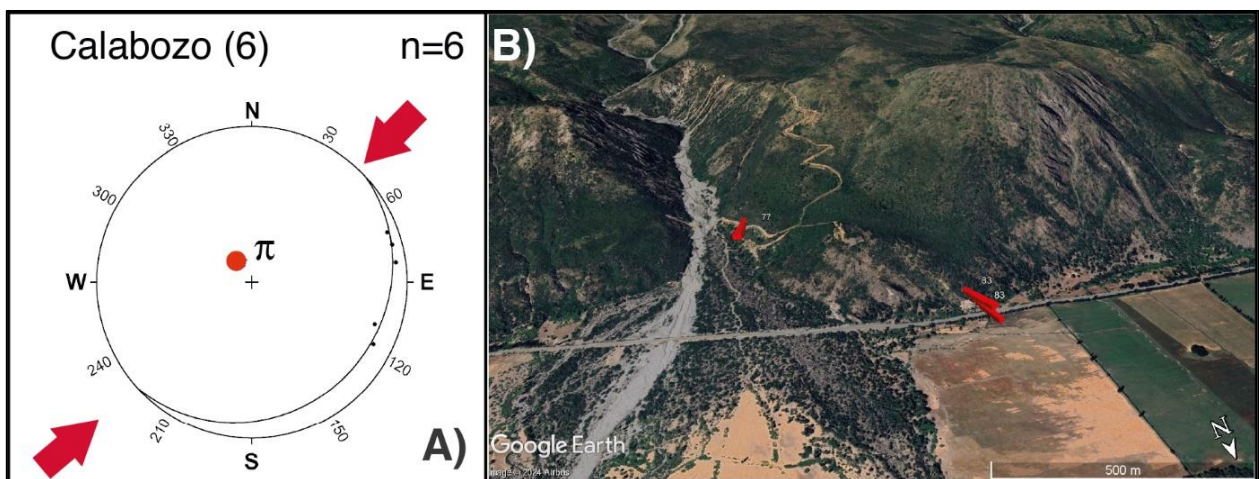 Calabozo (6) n=6
N
30
60
E
120
150
S
210
240
W
300
330
π
A)
B)
77
83
83
Google Earth
Image © 2024 Airbus
500 m
N